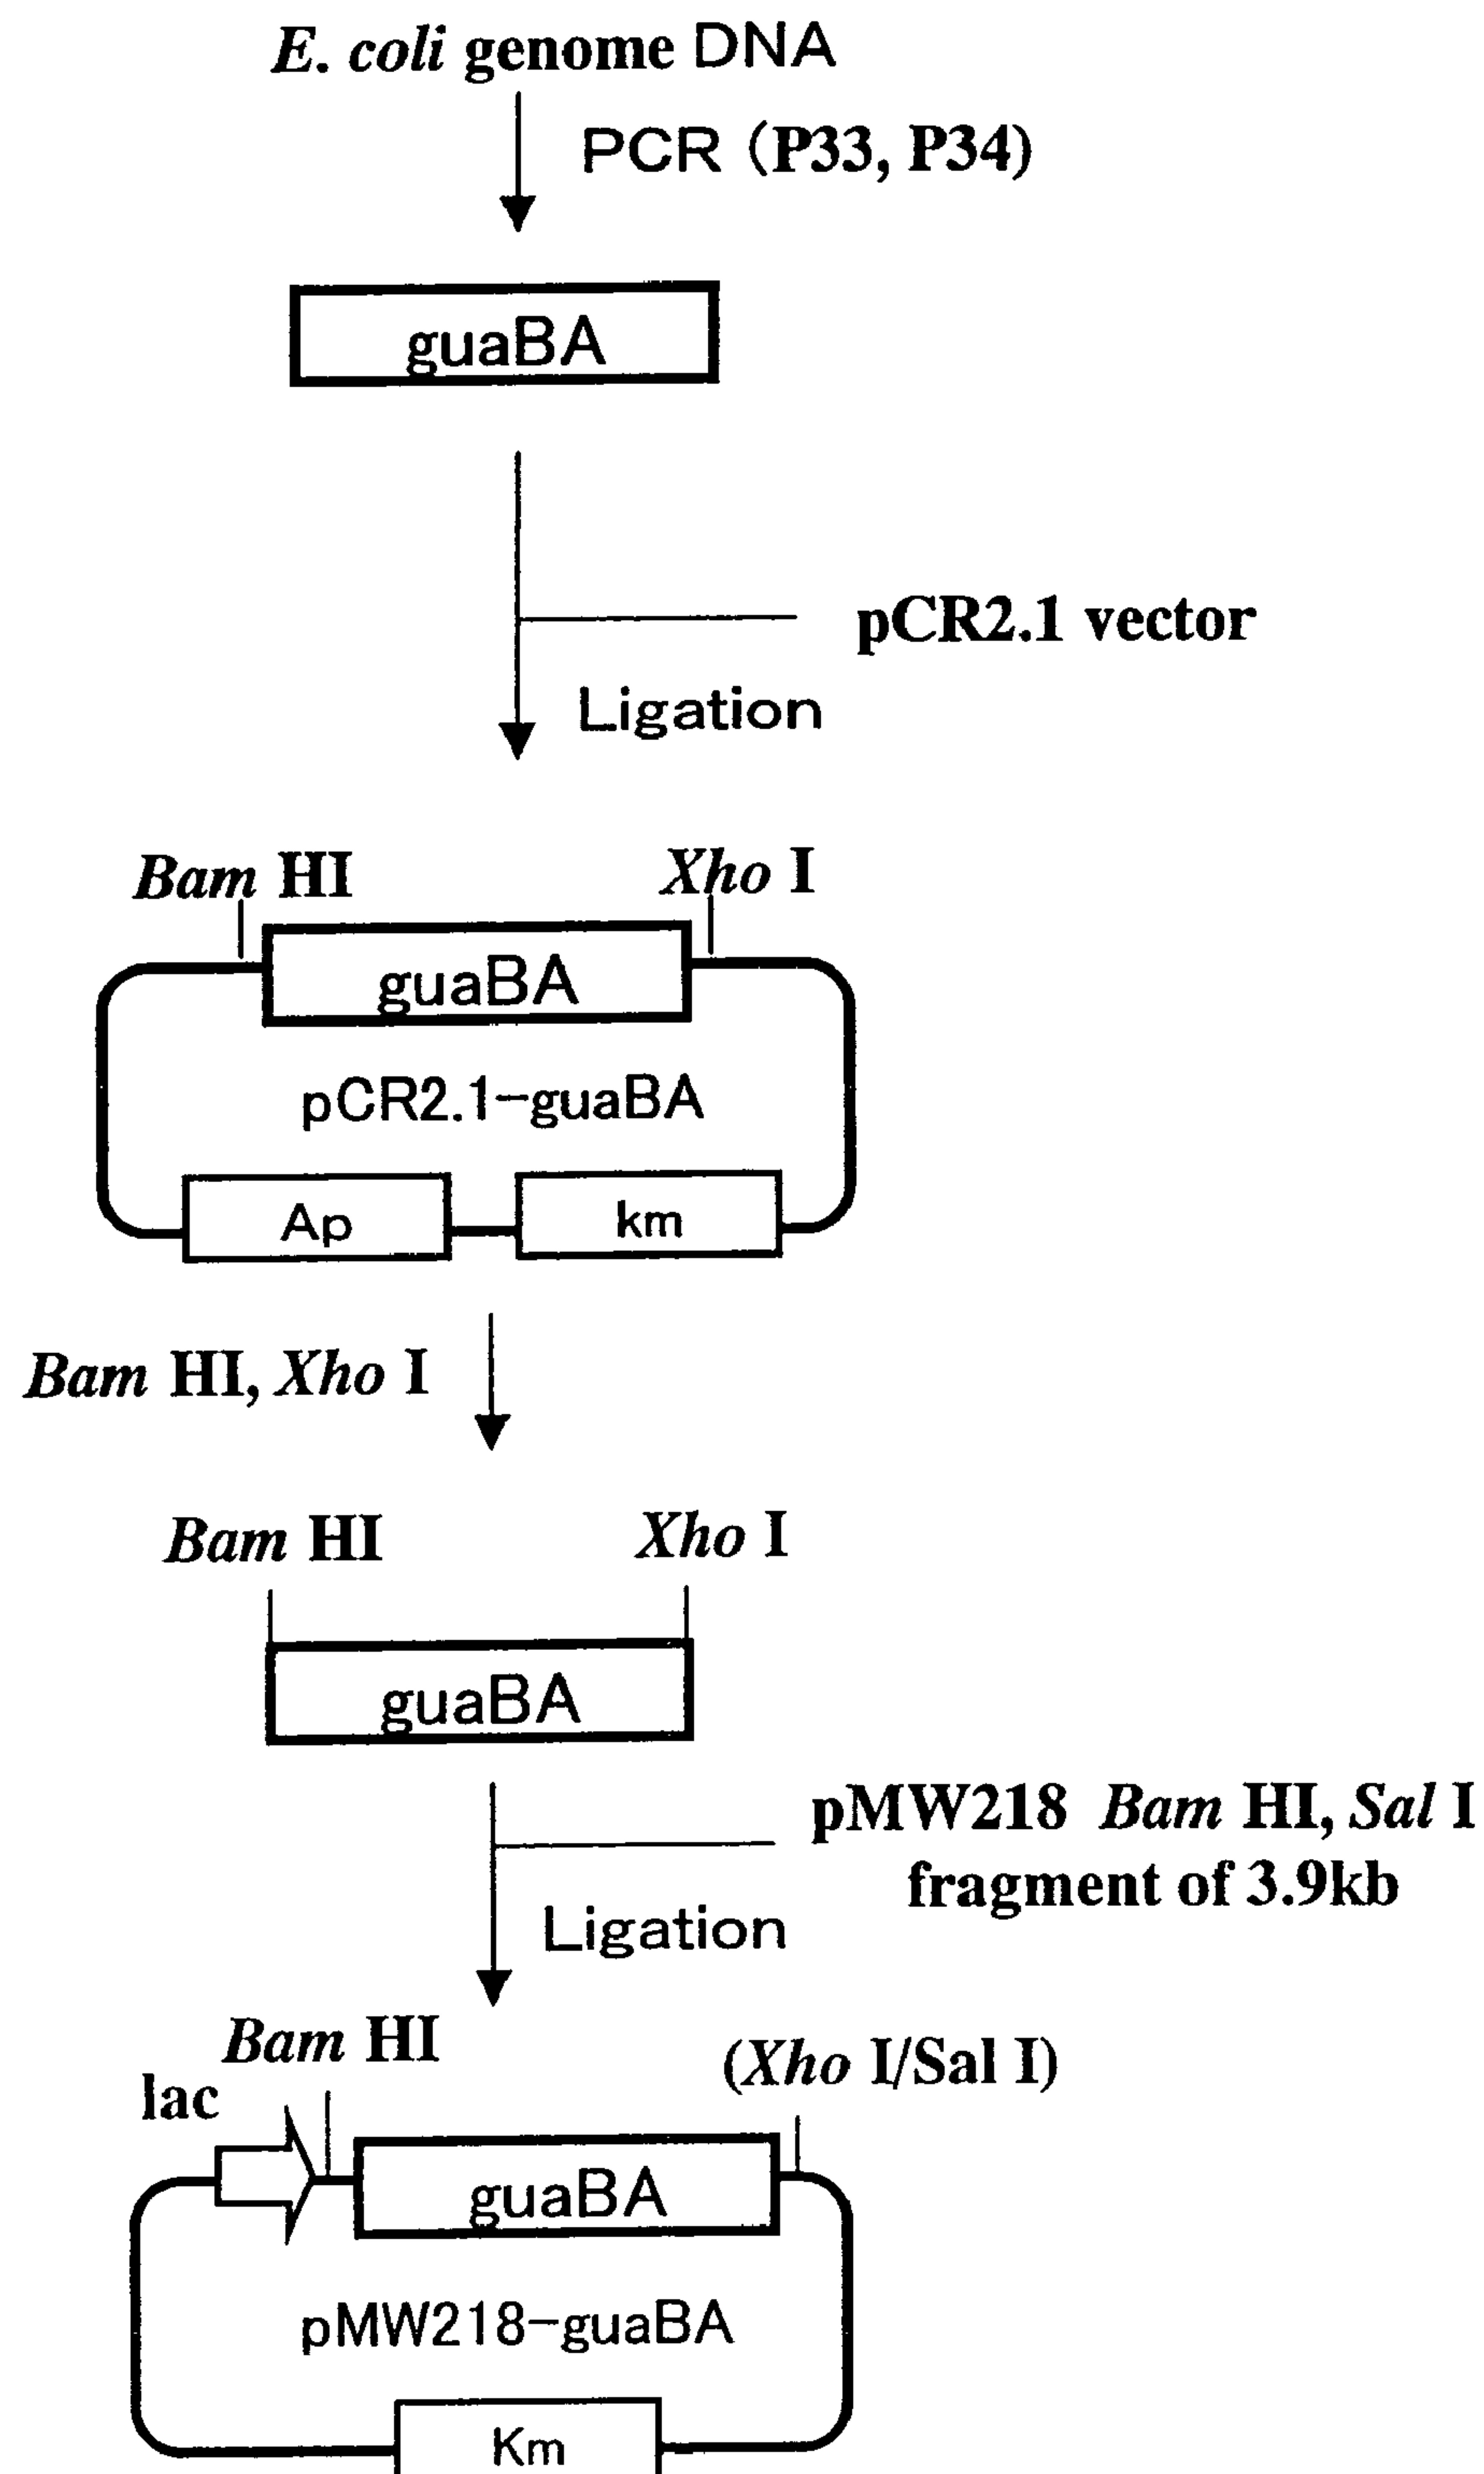 E. coli genome DNA
PCR (P33, P34)
guaBA
pCR2.1 vector
Ligation
Bam HI
Xho I
guaBA
pCR2.1-guaBA
Ap
km
Bam HI, Xho I
Bam HI
Xho I
guaBA
pMW218 Bam HI, Sal I
fragment of 3.9kb
Ligation
Bam HI
(Xho I/Sal I)
lac
guaBA
pMW218-guaBA
Km